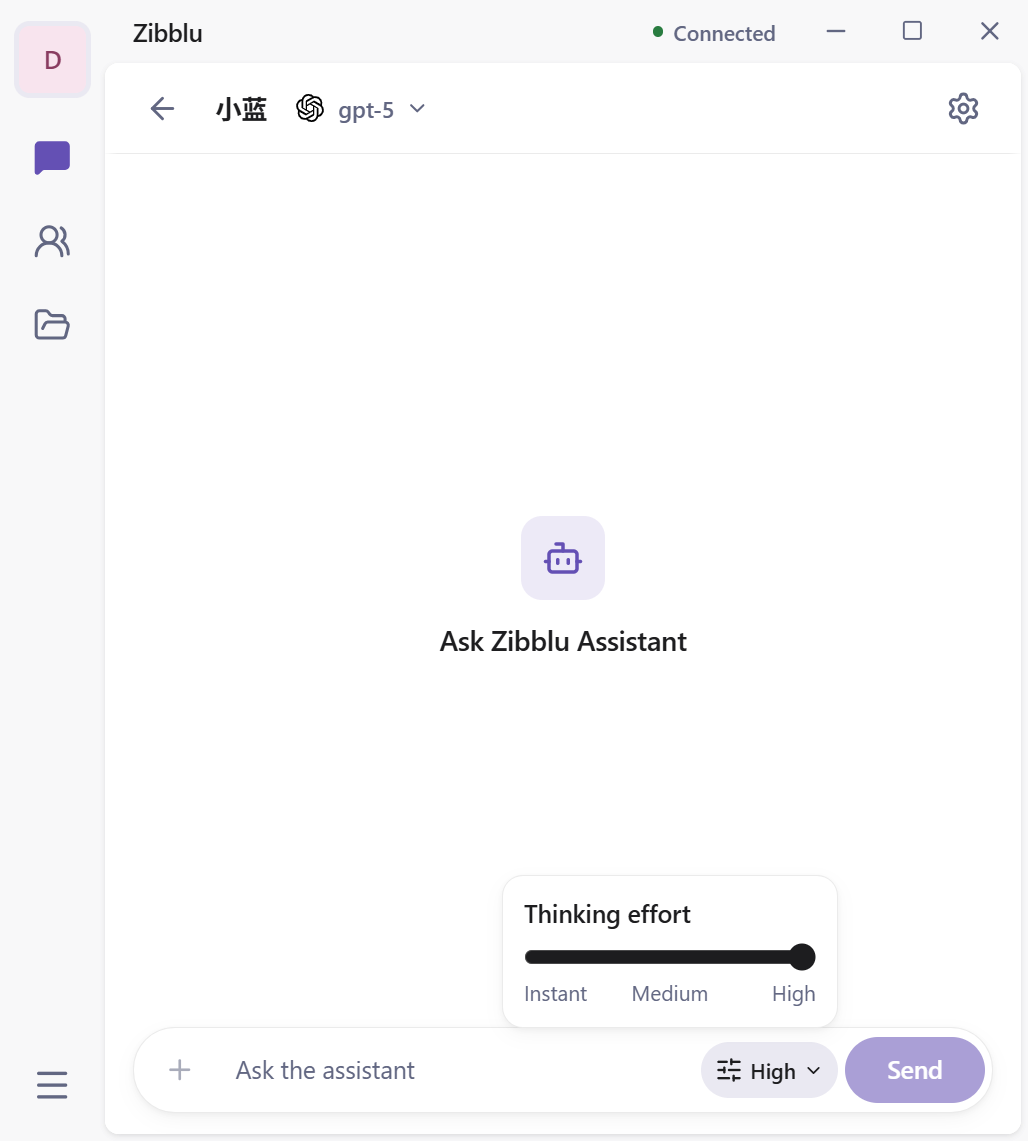 D
Zibblu
Connected
小蓝
gpt-5
Ask Zibblu Assistant
Thinking effort
Instant Medium High
Ask the assistant
High
Send